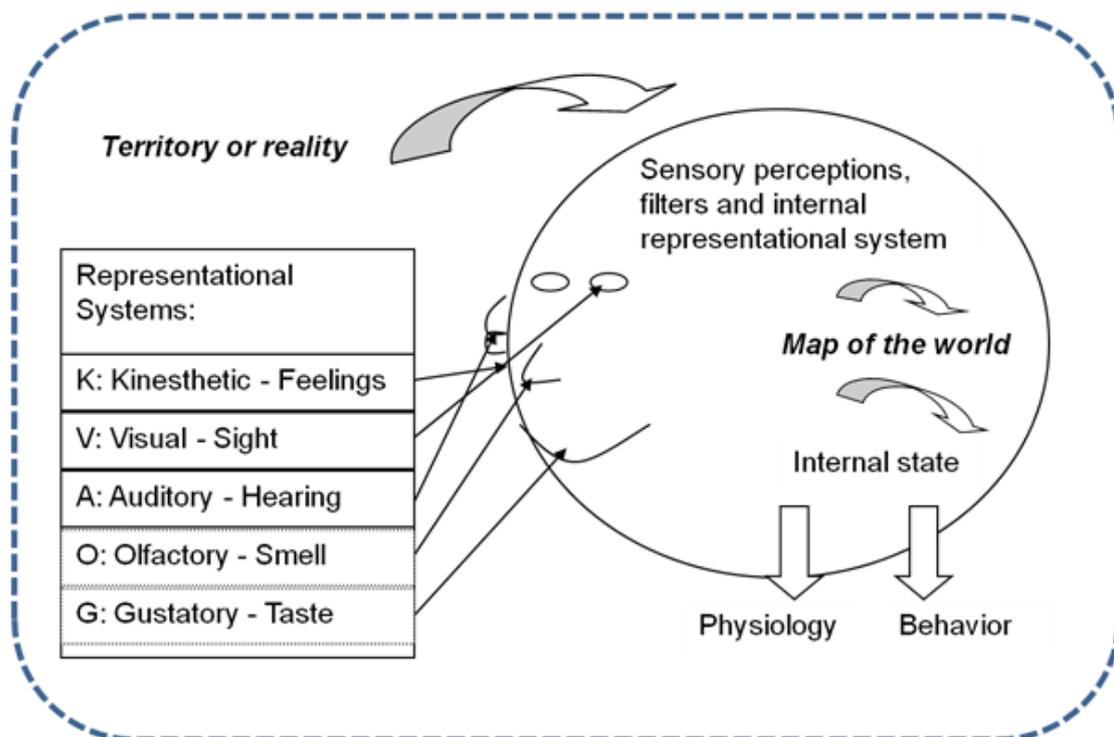 Territory or reality
Sensory perceptions,
filters and internal
representational system
Representational
Systems:
K: Kinesthetic - Feelings
V: Visual - Sight
A: Auditory - Hearing
O: Olfactory - Smell
G: Gustatory - Taste
Map of the world
Internal state
Physiology
Behavior